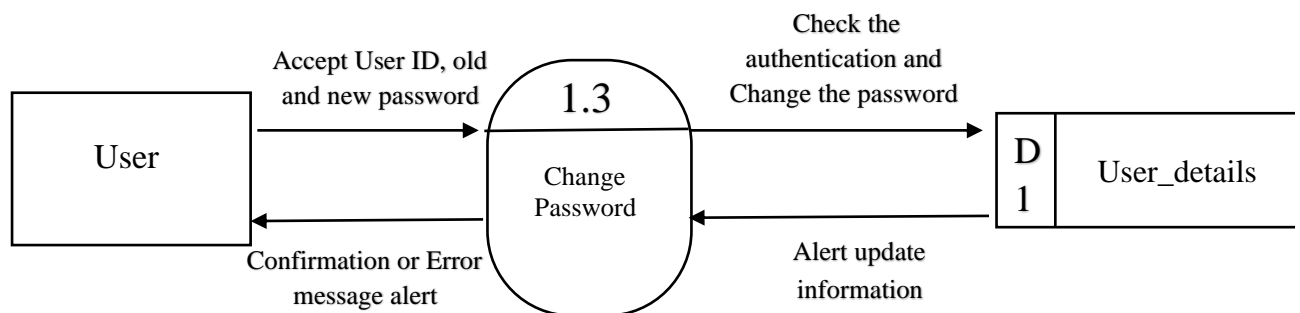 Check the
authentication and
Change the password
Accept User ID, old
and new password
1.3
User
Change
Password
D
1
User_details
Confirmation or Error
message alert
Alert update
information